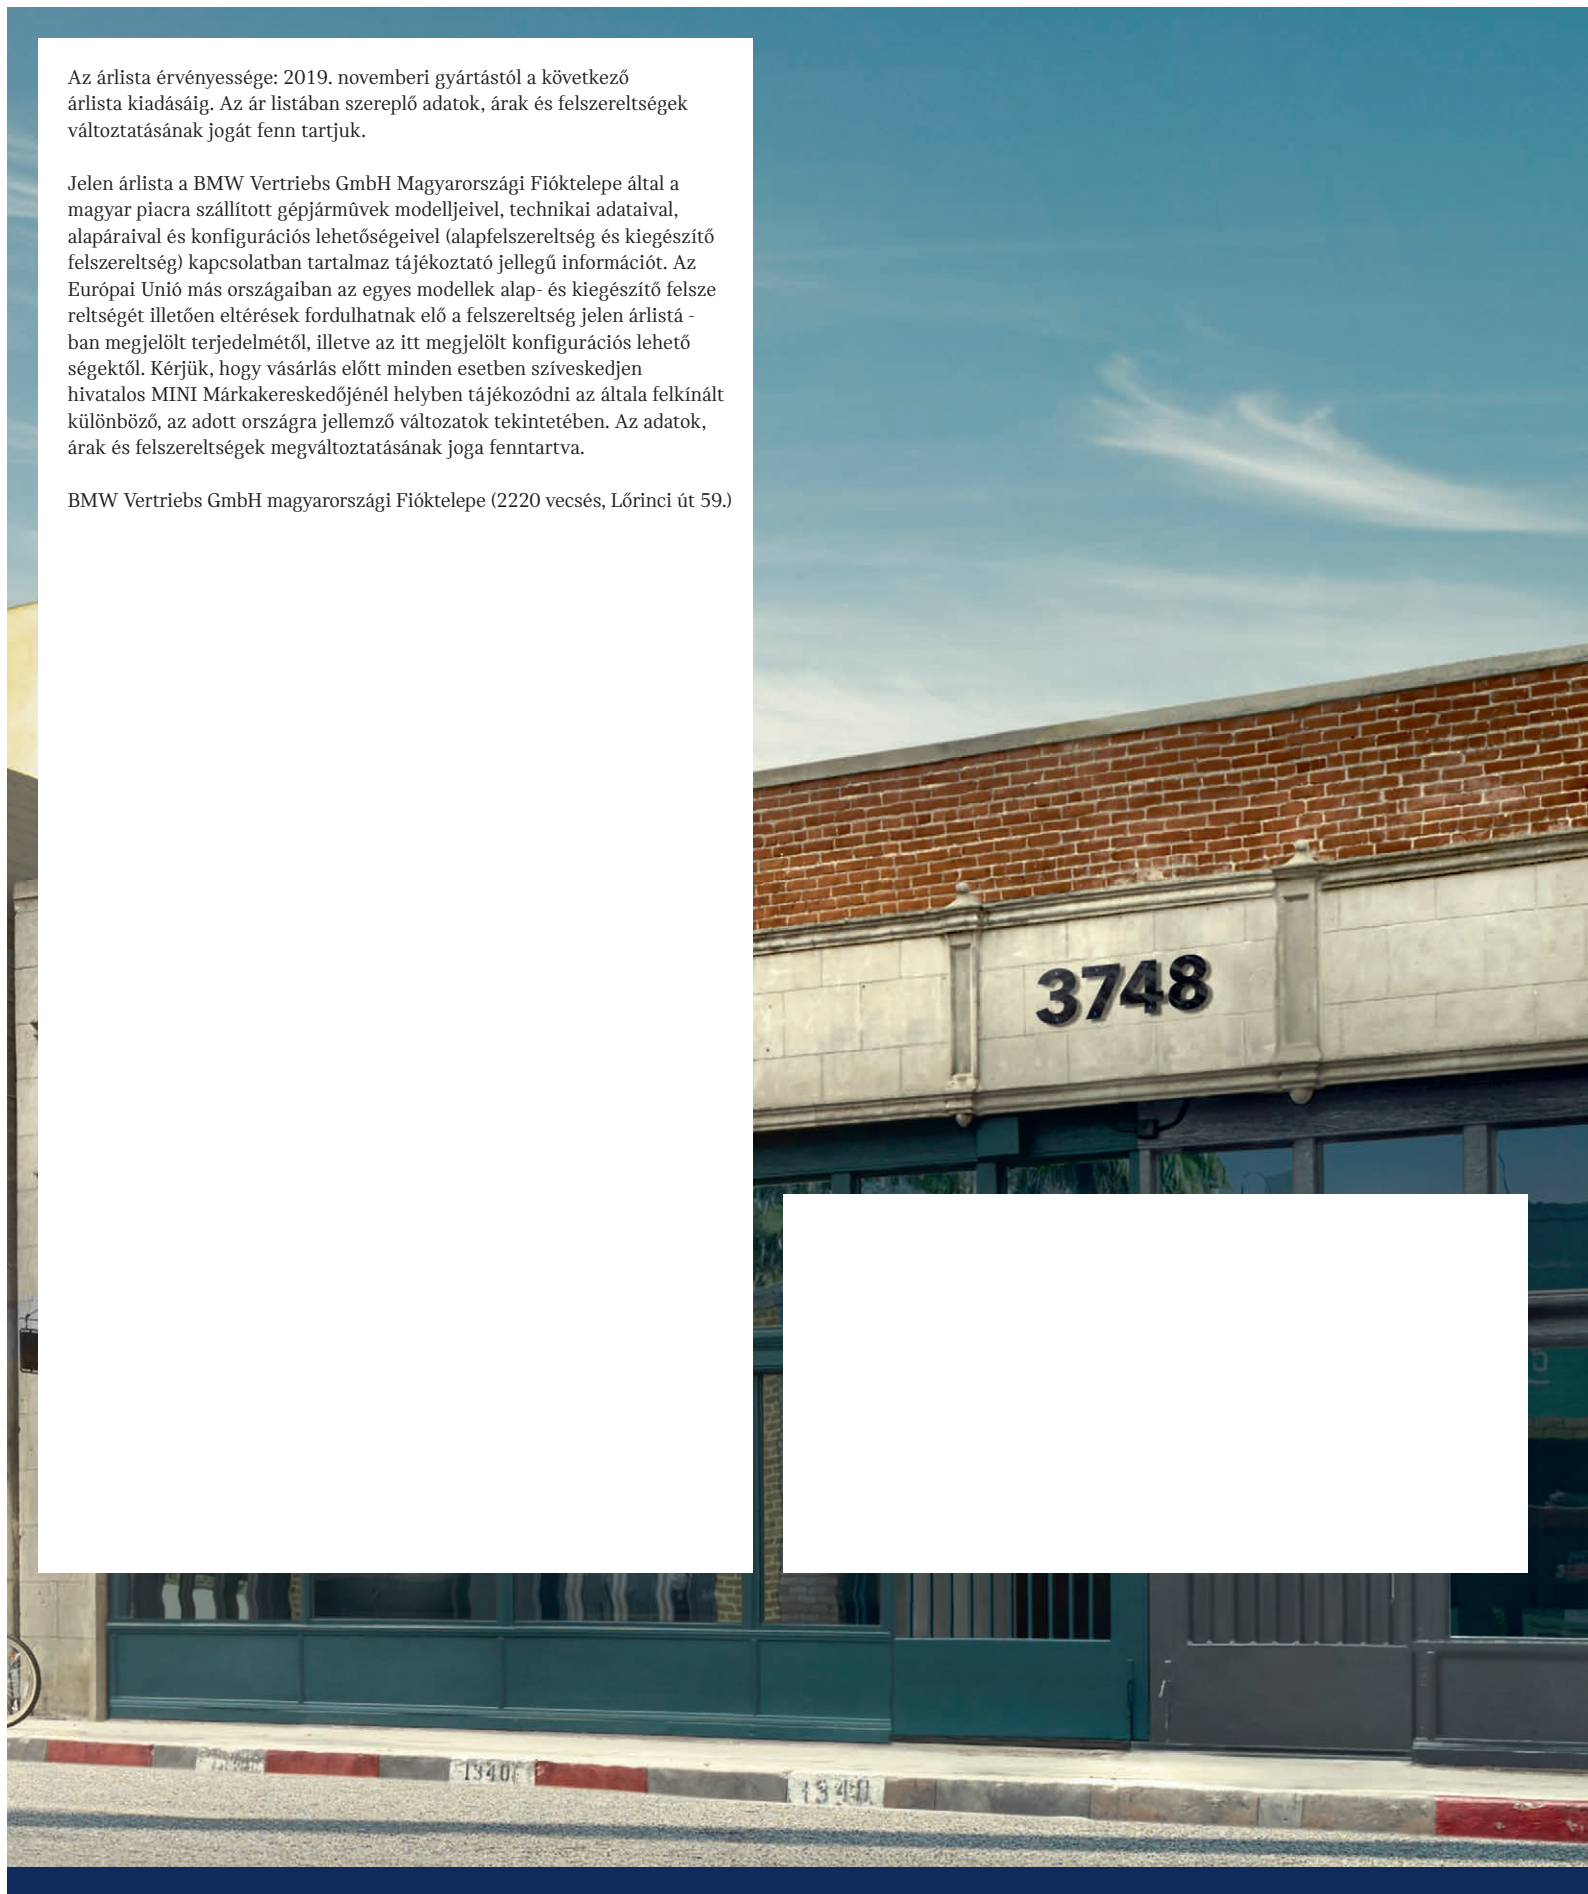 Az árlista érvényessége: 2019. novemberi gyártástól a következő
árlista kiadásáig. Az ár listában szereplő adatok, árak és felszereltségek
változtatásának jogát fenn tartjuk.
Jelen árlista a BMW Vertriebs GmbH Magyarországi Fióktelepe által a
magyar piacra szállított gépjármûvek modelljeivel, technikai adataival,
alapáraival és konfigurációs lehetőségeivel (alapfelszereltség és kiegészítő
felszereltség) kapcsolatban tartalmaz tájékoztató jellegű információt. Az
Európai Unió más országaiban az egyes modellek alap- és kiegészítő felsze
reltségét illetően eltérések fordulhatnak elő a felszereltség jelen árlistá -
ban megjelölt terjedelmétől, illetve az itt megjelölt konfigurációs lehető
ségektől. Kérjük, hogy vásárlás előtt minden esetben szíveskedjen
hivatalos MINI Márkakereskedőjénél helyben tájékozódni az általa felkínált
különböző, az adott országra jellemző változatok tekintetében. Az adatok,
árak és felszereltségek megváltoztatásának joga fenntartva.
BMW Vertriebs GmbH magyarországi Fióktelepe (2220 vecsés, Lőrinci út 59.)
3748
1340
1340